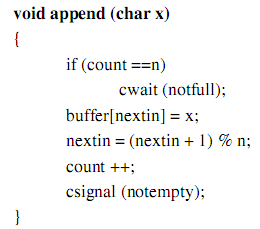 void append (char x)
{
if (count ==n)
cwait (notfull);
buffer[nextin] = x;
nextin = (nextin + 1) % n;
count ++;
csignal (notempty);
}